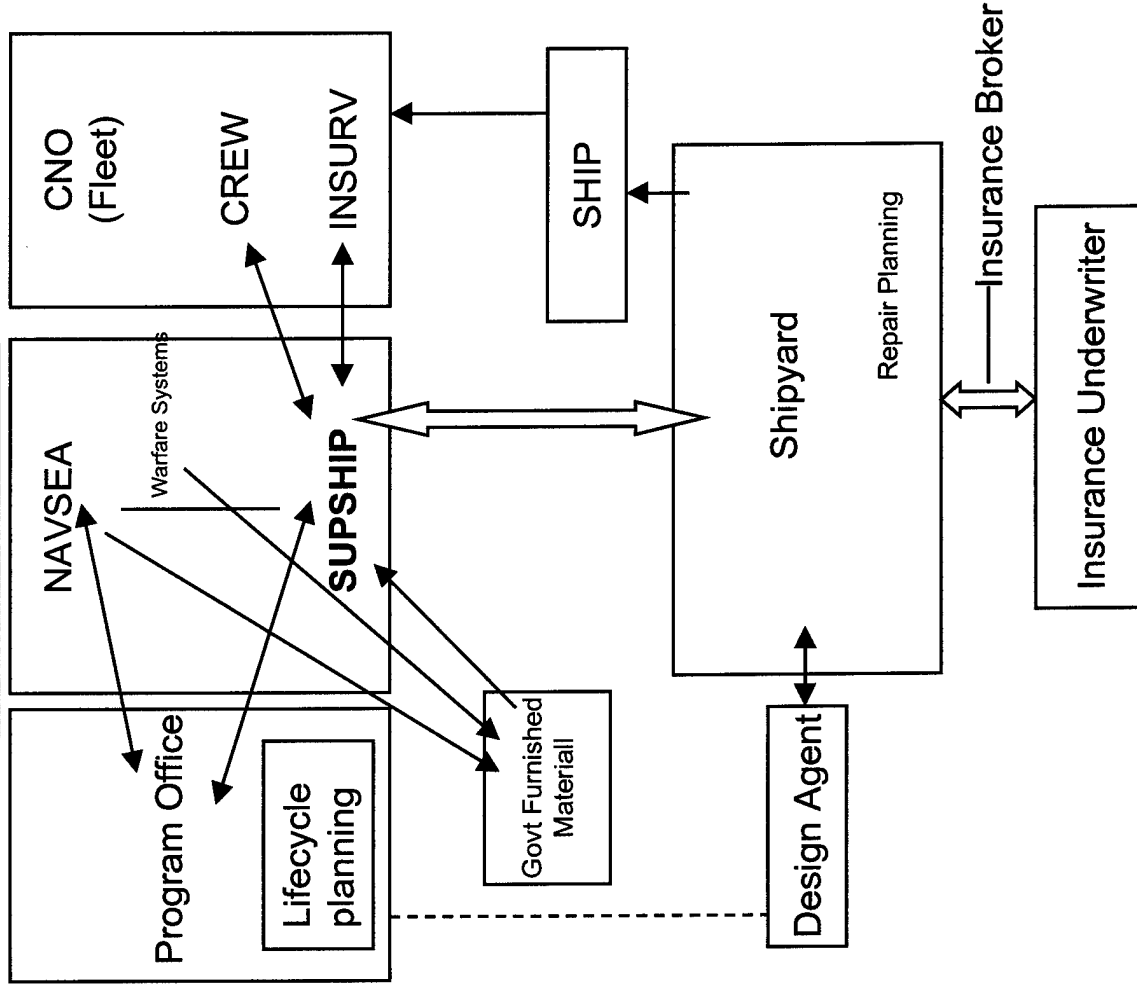 Program Office
Lifecycle
planning
NAVSEA
Warfare Systems
SUPSHIP
CNO
(Fleet)
CREW
INSURV
Govt Furnished
Materiall
SHIP
Design Agent
Shipyard
Repair Planning
Insurance Broker
Insurance Underwriter